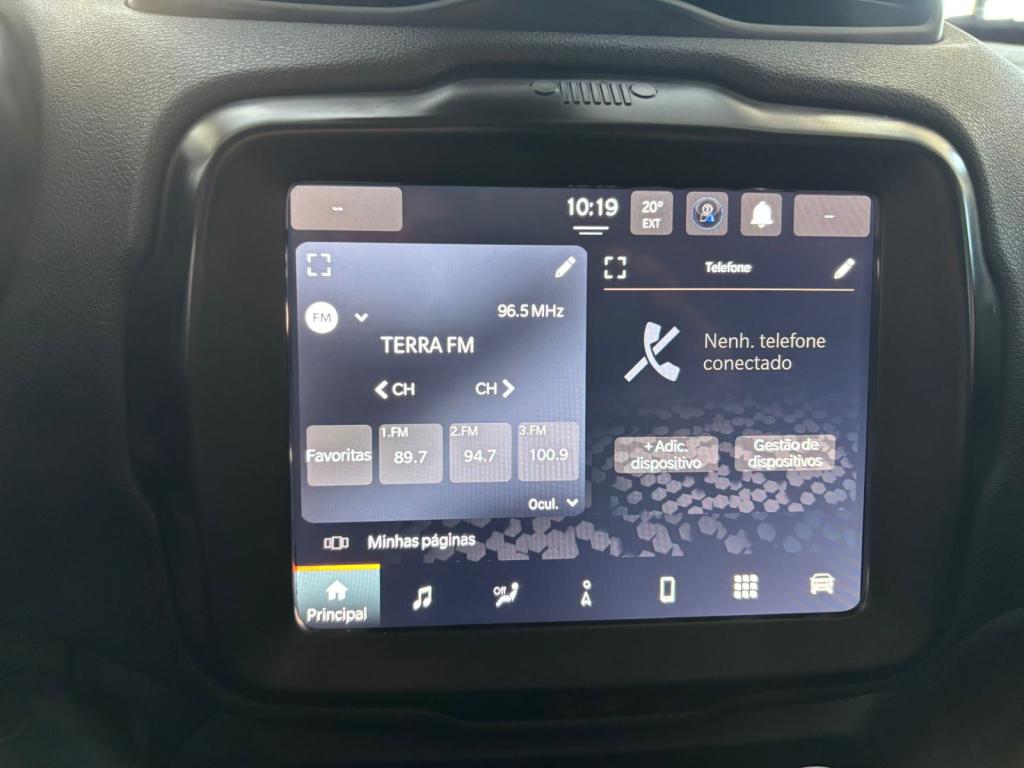 --
10:19
20°
EXT
--
FM
96.5 MHz
TERRA FM
CH
CH
Favoritas
1.FM
89.7
2.FM
94.7
3.FM
100.9
Ocul.
Telefone
Nenh. telefone
conectado
+ Adic.
dispositivo
Gestão de
dispositivos
Minhas páginas
Principal
Off